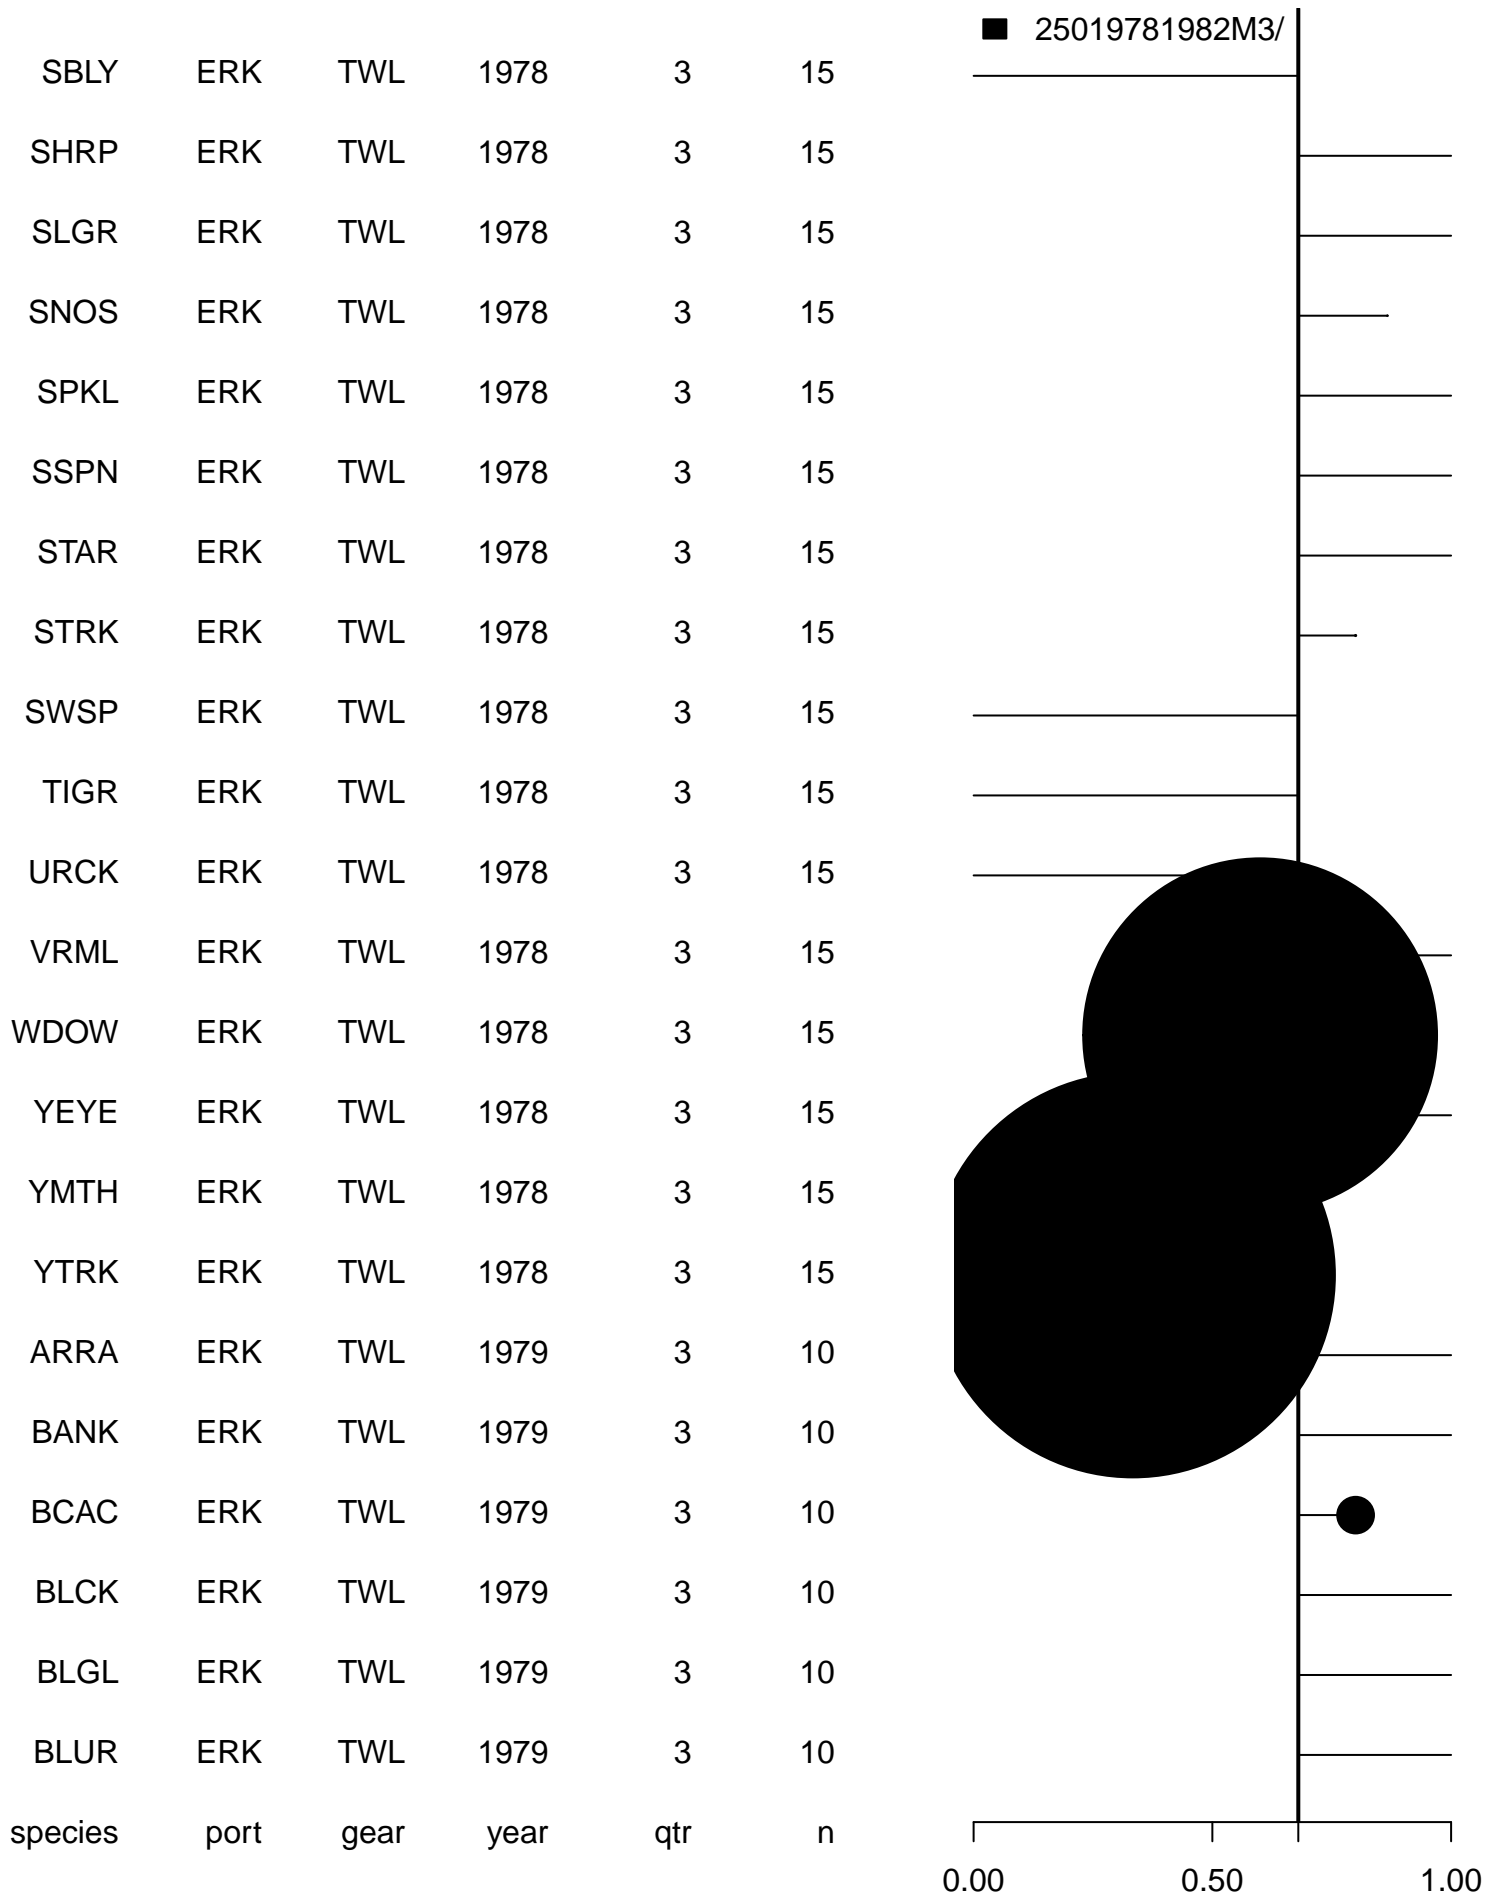 25019781982M3/
SBLY ERK TWL 1978 3 15
SHRP ERK TWL 1978 3 15
SLGR ERK TWL 1978 3 15
SNOS ERK TWL 1978 3 15
SPKL ERK TWL 1978 3 15
SSPN ERK TWL 1978 3 15
STAR ERK TWL 1978 3 15
STRK ERK TWL 1978 3 15
SWSP ERK TWL 1978 3 15
TIGR ERK TWL 1978 3 15
URCK ERK TWL 1978 3 15
VRML ERK TWL 1978 3 15
WDOW ERK TWL 1978 3 15
YEYE ERK TWL 1978 3 15
YMTH ERK TWL 1978 3 15
YTRK ERK TWL 1978 3 15
ARRA ERK TWL 1979 3 10
BANK ERK TWL 1979 3 10
BCAC ERK TWL 1979 3 10
BLCK ERK TWL 1979 3 10
BLGL ERK TWL 1979 3 10
BLUR ERK TWL 1979 3 10
species port gear year qtr n
0.00 0.50 1.00